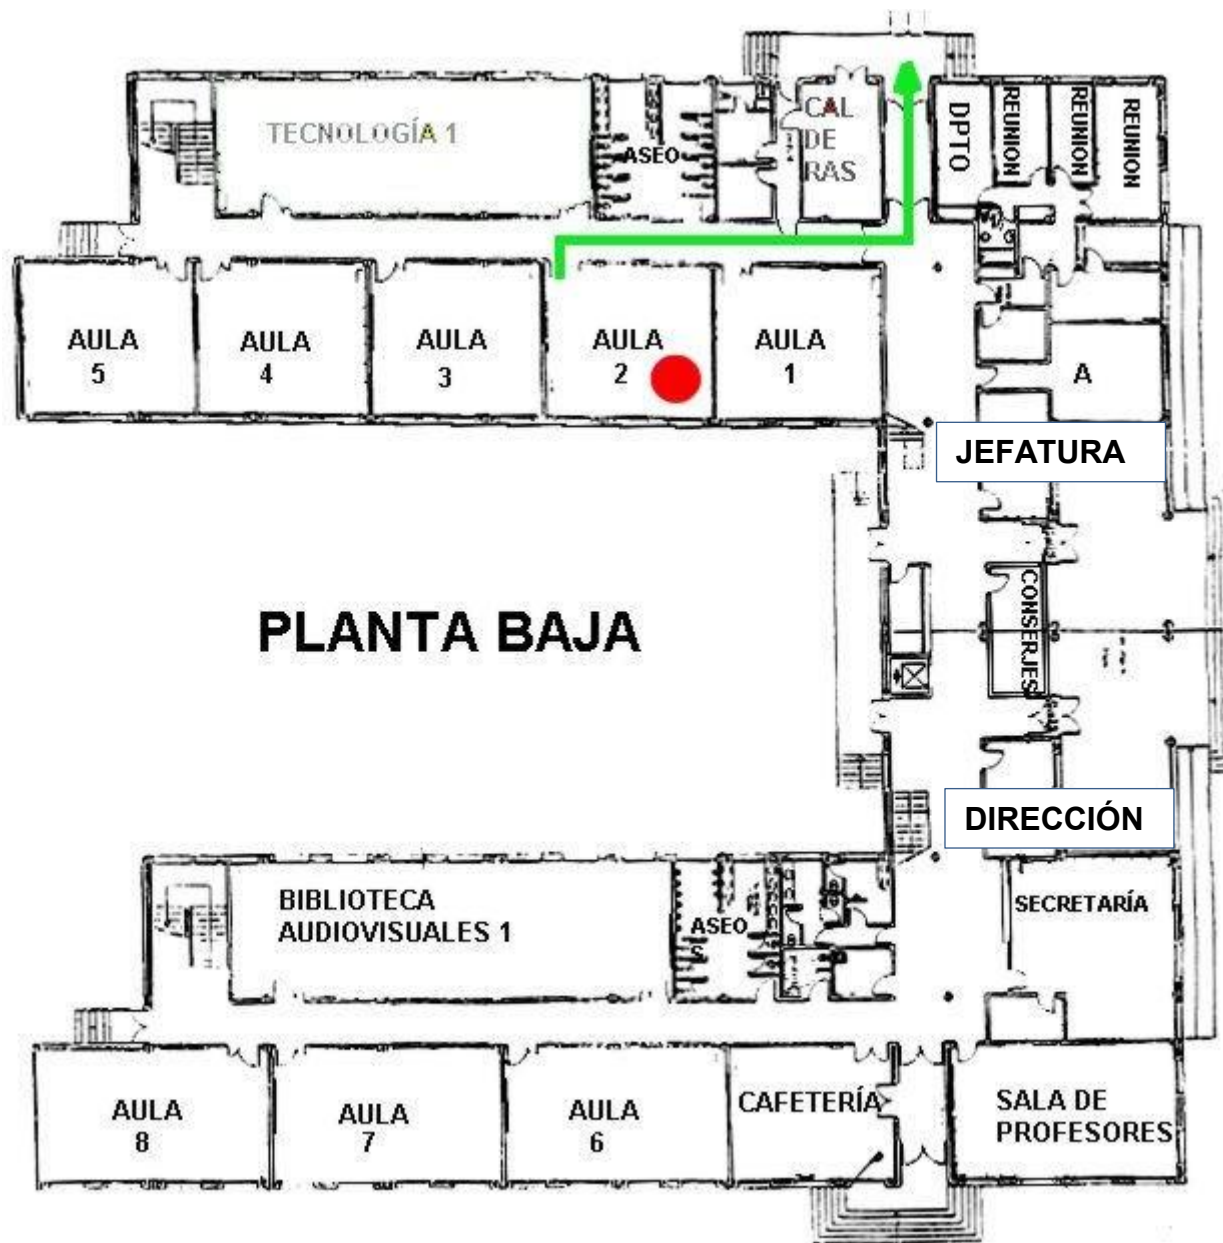 TECNOLOGÍA 1
ASEO
CAL
DE
RAS
DPTO
REUNION
REUNION
REUNION
AULA
5
AULA
4
AULA
3
AULA
2
AULA
1
A
JEFATURA
PLANTA BAJA
CONSERJES
DIRECCIÓN
BIBLIOTECA
AUDIOVISUALES 1
ASEO
SECRETARÍA
AULA
8
AULA
7
AULA
6
CAFETERÍA
SALA DE
PROFESORES